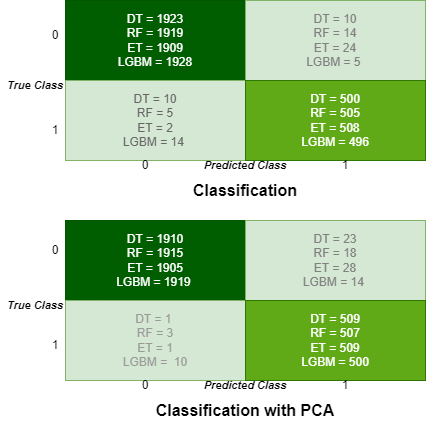 0
DT = 1923
RF = 1919
ET = 1909
LGBM = 1928
DT = 10
RF = 14
ET = 24
LGBM = 5
True Class
1
DT = 10
RF = 5
ET = 2
LGBM = 14
DT = 500
RF = 505
ET = 508
LGBM = 496
0
Predicted Class
1
Classification
0
DT = 1910
RF = 1915
ET = 1905
LGBM = 1919
DT = 23
RF = 18
ET = 28
LGBM = 14
True Class
1
DT = 1
RF = 3
ET = 1
LGBM = 10
DT = 509
RF = 507
ET = 509
LGBM = 500
0
Predicted Class
1
Classification with PCA